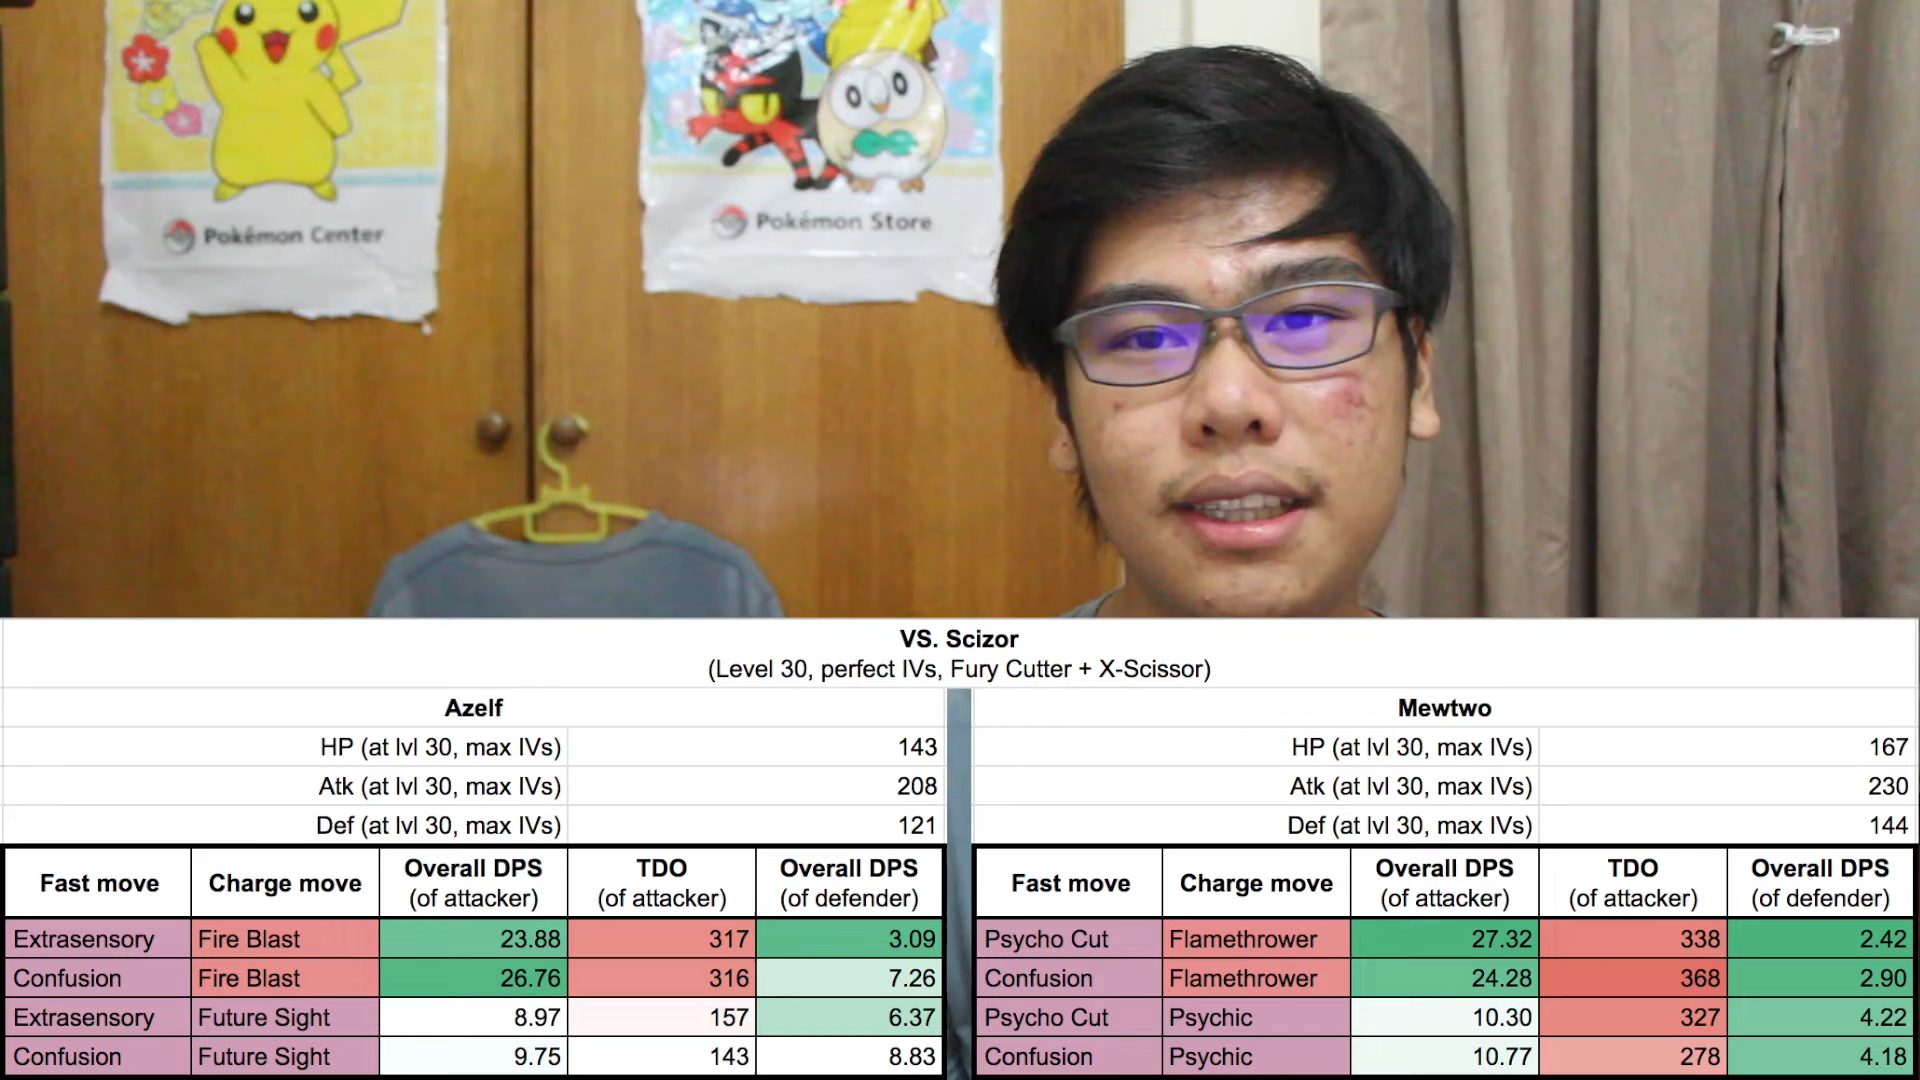 Pokémon Center
Pokémon Store
VS. Scizor
(Level 30, perfect IVs, Fury Cutter + X-Scissor)
Azelf
HP (at lvl 30, max IVs) 143
Atk (at lvl 30, max IVs) 208
Def (at lvl 30, max IVs) 121
Fast move Charge move Overall DPS (of attacker) TDO (of attacker) Overall DPS (of defender)
Extrasensory Fire Blast 23.88 317 3.09
Confusion Fire Blast 26.76 316 7.26
Extrasensory Future Sight 8.97 157 6.37
Confusion Future Sight 9.75 143 8.83
Mewtwo
HP (at lvl 30, max IVs) 167
Atk (at lvl 30, max IVs) 230
Def (at lvl 30, max IVs) 144
Fast move Charge move Overall DPS (of attacker) TDO (of attacker) Overall DPS (of defender)
Psycho Cut Flamethrower 27.32 338 2.42
Confusion Flamethrower 24.28 368 2.90
Psycho Cut Psychic 10.30 327 4.22
Confusion Psychic 10.77 278 4.18